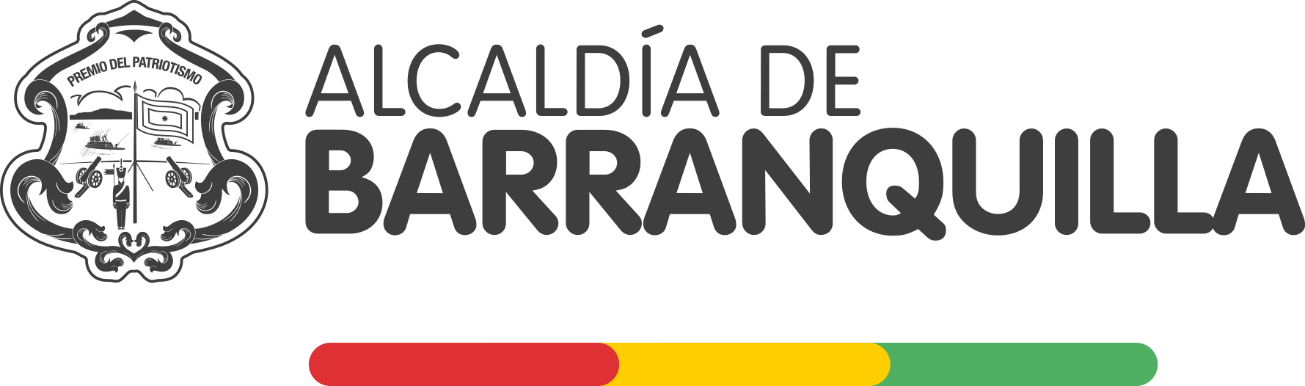 PREMIO DEL PATRIOTISMO
ALCALDÍA DE
BARRANQUILLA